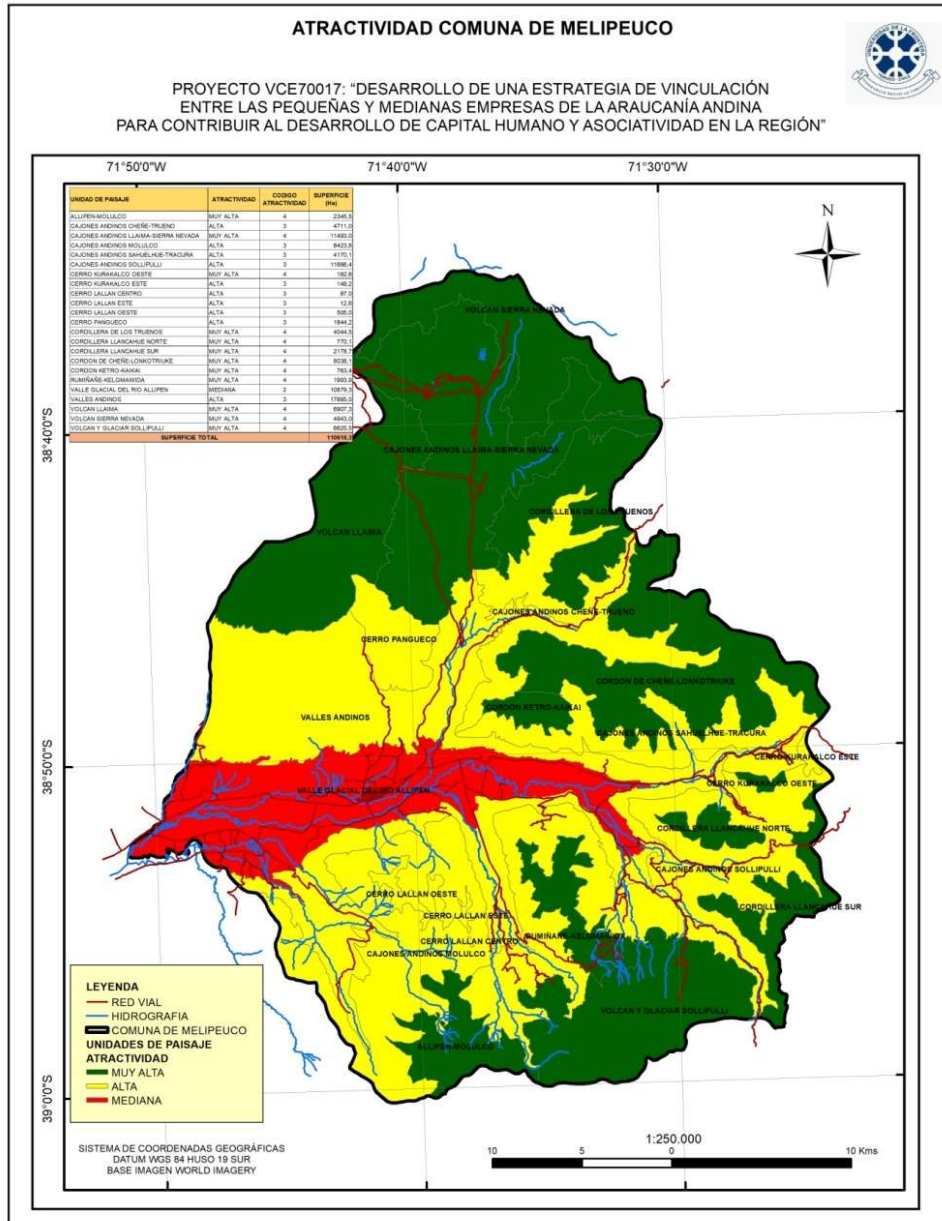 ATRACTIVIDAD COMUNA DE MELIPEUCO
PROYECTO VCE70017: “DESARROLLO DE UNA ESTRATEGIA DE VINCULACIÓN
ENTRE LAS PEQUEÑAS Y MEDIANAS EMPRESAS DE LA ARAUCANÍA ANDINA
PARA CONTRIBUIR AL DESARROLLO DE CAPITAL HUMANO Y ASOCIATIVIDAD EN LA REGIÓN”
71°50'0"W 71°40'0"W 71°30'0"W
UNIDAD DE PAISAJE ATRACTIVIDAD CODIGO ATRACTIVIDAD SUPERFICIE (Ha)
ALLIPEN-MOLULCO MUY ALTA 4 2345,5
CAJONES ANDINOS CHEÑE-TRUENO ALTA 3 4711,0
CAJONES ANDINOS LLAIMA-SIERRA NEVADA MUY ALTA 4 11493,0
CAJONES ANDINOS MOLULCO ALTA 3 8423,8
CAJONES ANDINOS SAHUELHUE-TRACURA ALTA 3 4170,1
CAJONES ANDINOS SOLLIPULLI ALTA 3
CERRO KURAKALCO OESTE MUY ALTA 4 162,8
CERRO KURAKALCO ESTE ALTA 3 148,2
CERRO LALLAN CENTRO ALTA 3
CERRO LALLAN ESTE ALTA 3 12,6
CERRO LALLAN OESTE ALTA 3 505,0
CERRO PANGUECO ALTA 3 1844,2
CORDILLERA DE LOS TRUENOS MUY ALTA 4 4044,5
CORDILLERA LLANCAHUE NORTE MUY ALTA 4 770,1
CORDILLERA LLANCAHUE SUR MUY ALTA 4 2178,7
CORDON DE CHEÑE-LONKOTRIUKE MUY ALTA 4 8038,1
CORDON KETRO-KAIKAI MUY ALTA 4 763,4
RUMIÑAÑE-KELGMAWIDA MUY ALTA 4
VALLE GLACIAL DEL RIO ALLIPEN MEDIANA 2 10879,3
VALLES ANDINOS ALTA 3
VOLCAN LLAIMA MUY ALTA 4 6907,3
VOLCAN SIERRA NEVADA MUY ALTA 4 4943,0
VOLCAN Y GLACIAR SOLLIPULLI MUY ALTA 4 6825,5
SUPERFICIE TOTAL
N
VOLCAN SIERRA NEVADA
38°40'0"S
CAJONES ANDINOS LLAIMA-SIERRA NEVADA
CORDILLERA DE LOS TRUENOS
VOLCAN LLAIMA
CAJONES ANDINOS CHEÑE-TRUENO
CERRO PANGUECO
CORDON DE CHEÑE-LONKOTRIUKE
CORDON KETRO-KAIKAI
VALLES ANDINOS
CAJONES ANDINOS SAHUELHUE-TRACURA
38°50'0"S
CERRO KURAKALCO ESTE
CERRO KURAKALCO OESTE
VALLE GLACIAL DEL RIO ALLIPEN
CORDILLERA LLANCAHUE NORTE
CAJONES ANDINOS SOLLIPULLI
CERRO LALLAN OESTE
CORDILLERA LLANCAHUE SUR
CERRO LALLAN ESTE
RUMIÑAÑE-KELGMAWIDA
CERRO LALLAN CENTRO
CAJONES ANDINOS MOLULCO
VOLCAN Y GLACIAR SOLLIPULLI
ALLIPEN-MOLULCO
39°0'0"S
LEYENDA
RED VIAL
HIDROGRAFIA
COMUNA DE MELIPEUCO
UNIDADES DE PAISAJE
ATRACTIVIDAD
MUY ALTA
ALTA
MEDIANA
SISTEMA DE COORDENADAS GEOGRÁFICAS
DATUM WGS 84 HUSO 19 SUR
BASE IMAGEN WORLD IMAGERY
1:250.000
10 5 0 10 Kms